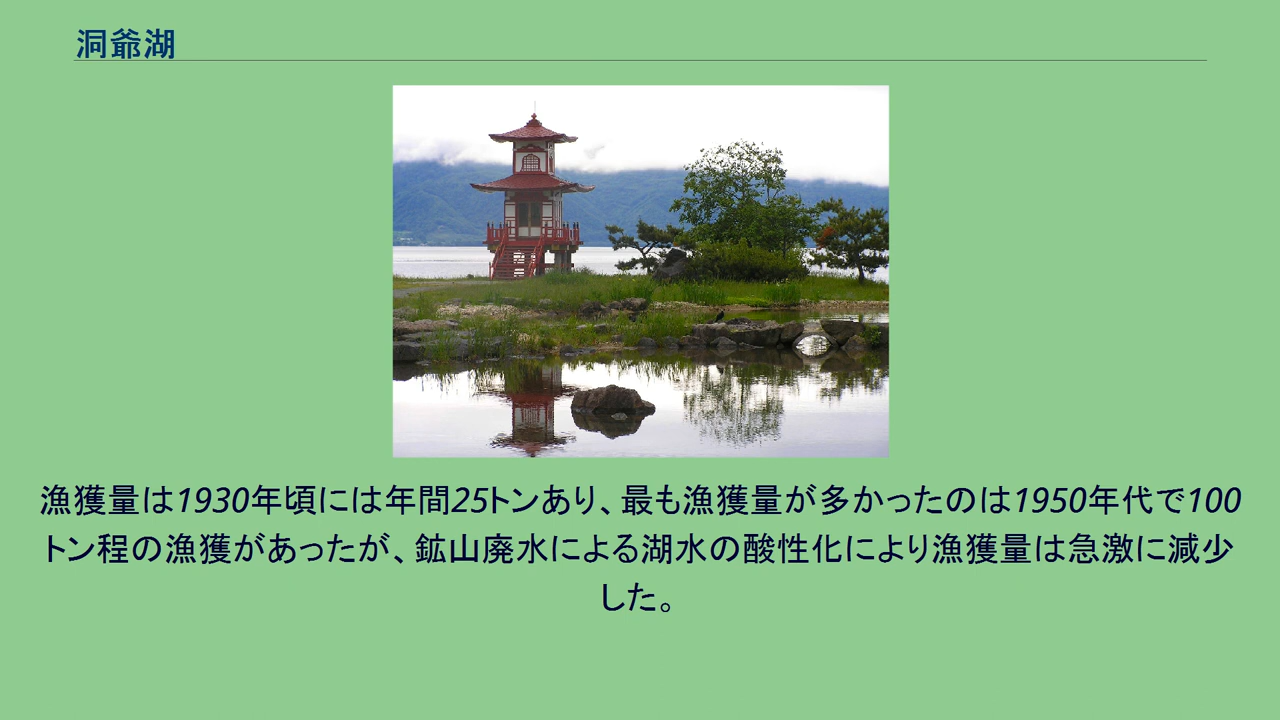 洞爺湖
漁獲量は1930年頃には年間25トンあり、最も漁獲量が多かったのは1950年代で100
トン程の漁獲があったが、鉱山廃水による湖水の酸性化により漁獲量は急激に減少
した。